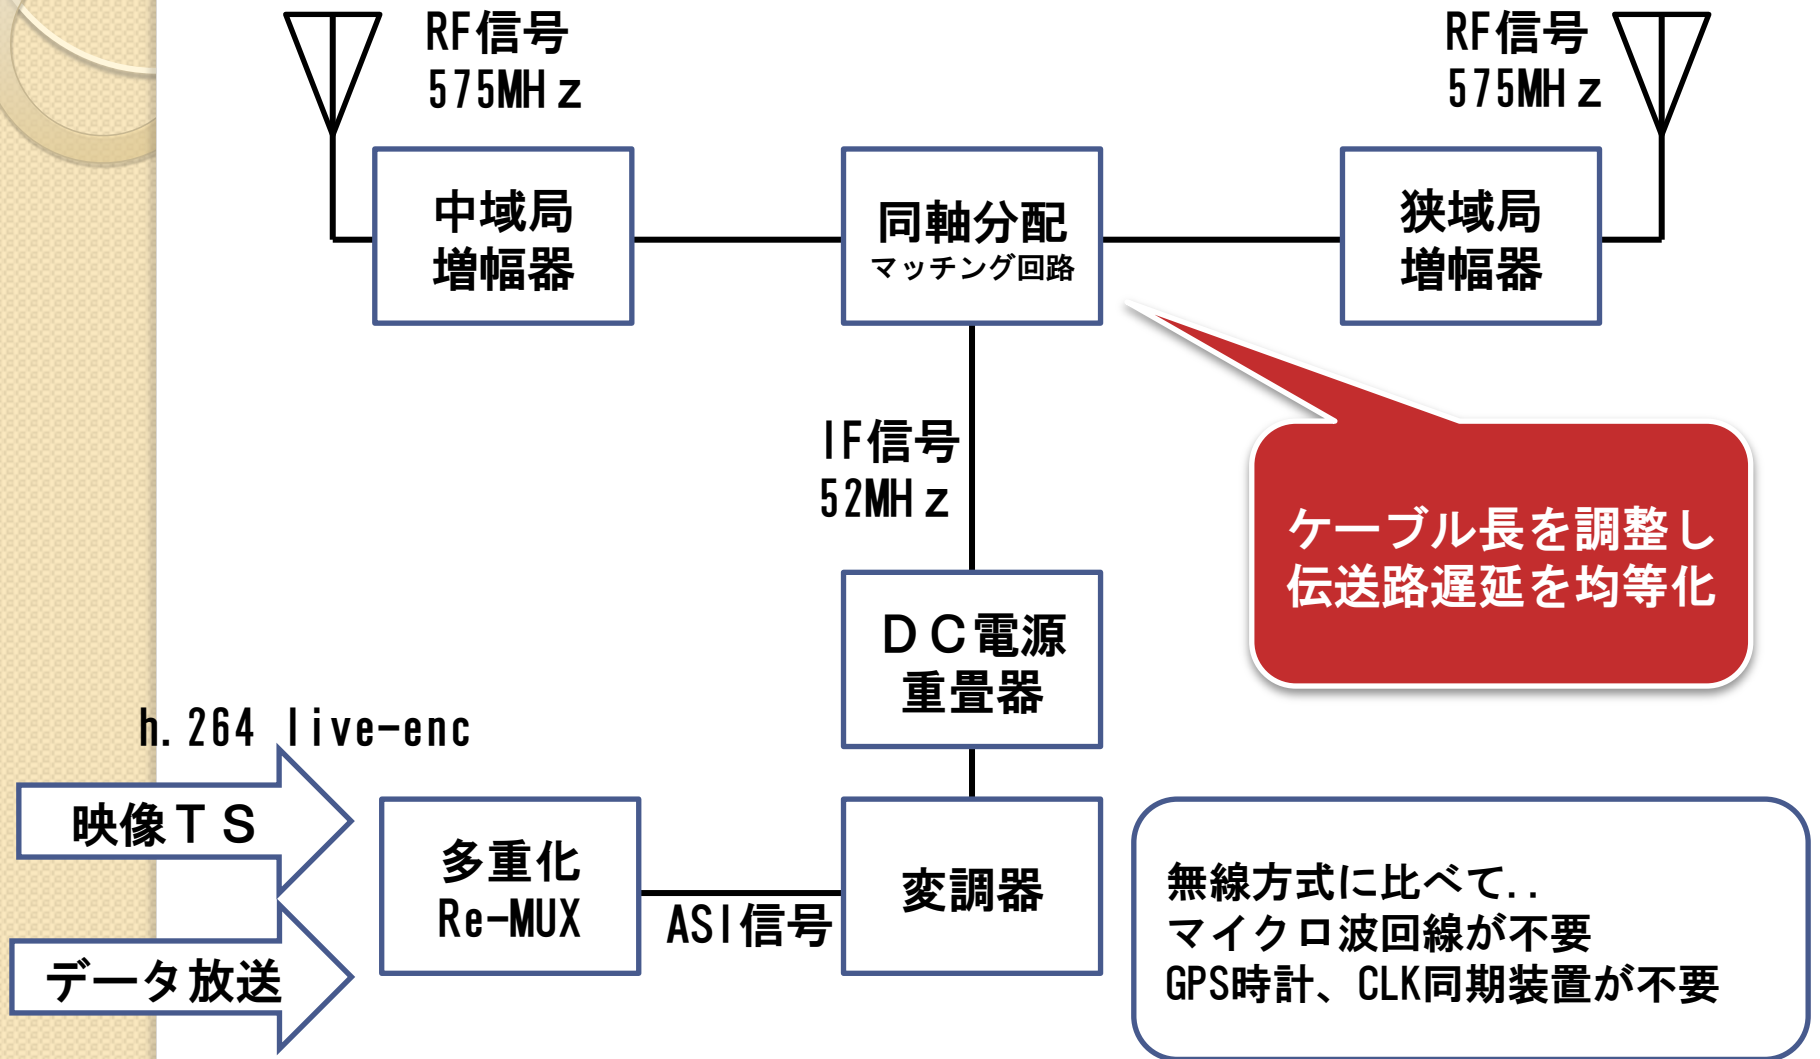 RF信号
575MHz
RF信号
575MHz
中域局
増幅器
同軸分配
マッチング回路
狭域局
増幅器
IF信号
52MHz
ケーブル長を調整し
伝送路遅延を均等化
DC電源
重畳器
h.264 live-enc
映像TS
多重化
Re-MUX
ASI信号
変調器
データ放送
無線方式に比べて..
マイクロ波回線が不要
GPS時計、CLK同期装置が不要